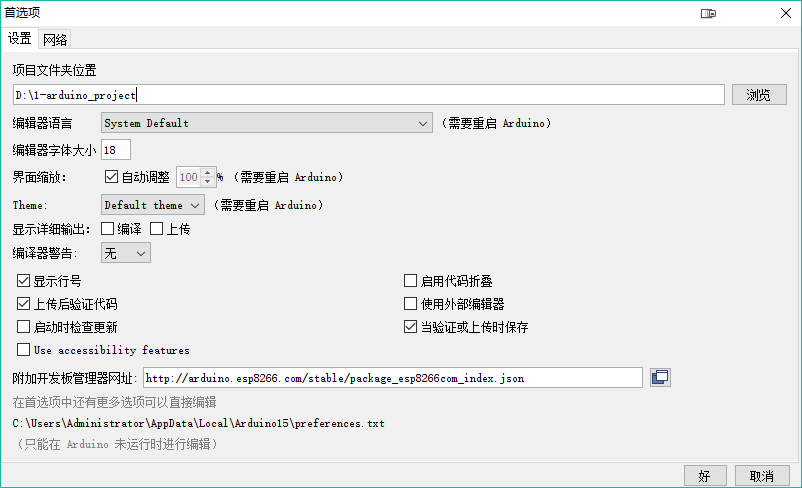 首选项
设置 网络
项目文件夹位置
D:\1-arduino_project 浏览
编辑器语言 System Default （需要重启 Arduino）
编辑器字体大小 18
界面缩放： 自动调整 100 % （需要重启 Arduino）
Theme: Default theme （需要重启 Arduino）
显示详细输出： 编译 上传
编译器警告: 无
显示行号 启用代码折叠
上传后验证代码 使用外部编辑器
启动时检查更新 当验证或上传时保存
Use accessibility features
附加开发板管理器网址: http://arduino.esp8266.com/stable/package_esp8266com_index.json
在首选项中还有更多选项可以直接编辑
C:\Users\Administrator\AppData\Local\Arduino15\preferences.txt
（只能在 Arduino 未运行时进行编辑）
好 取消